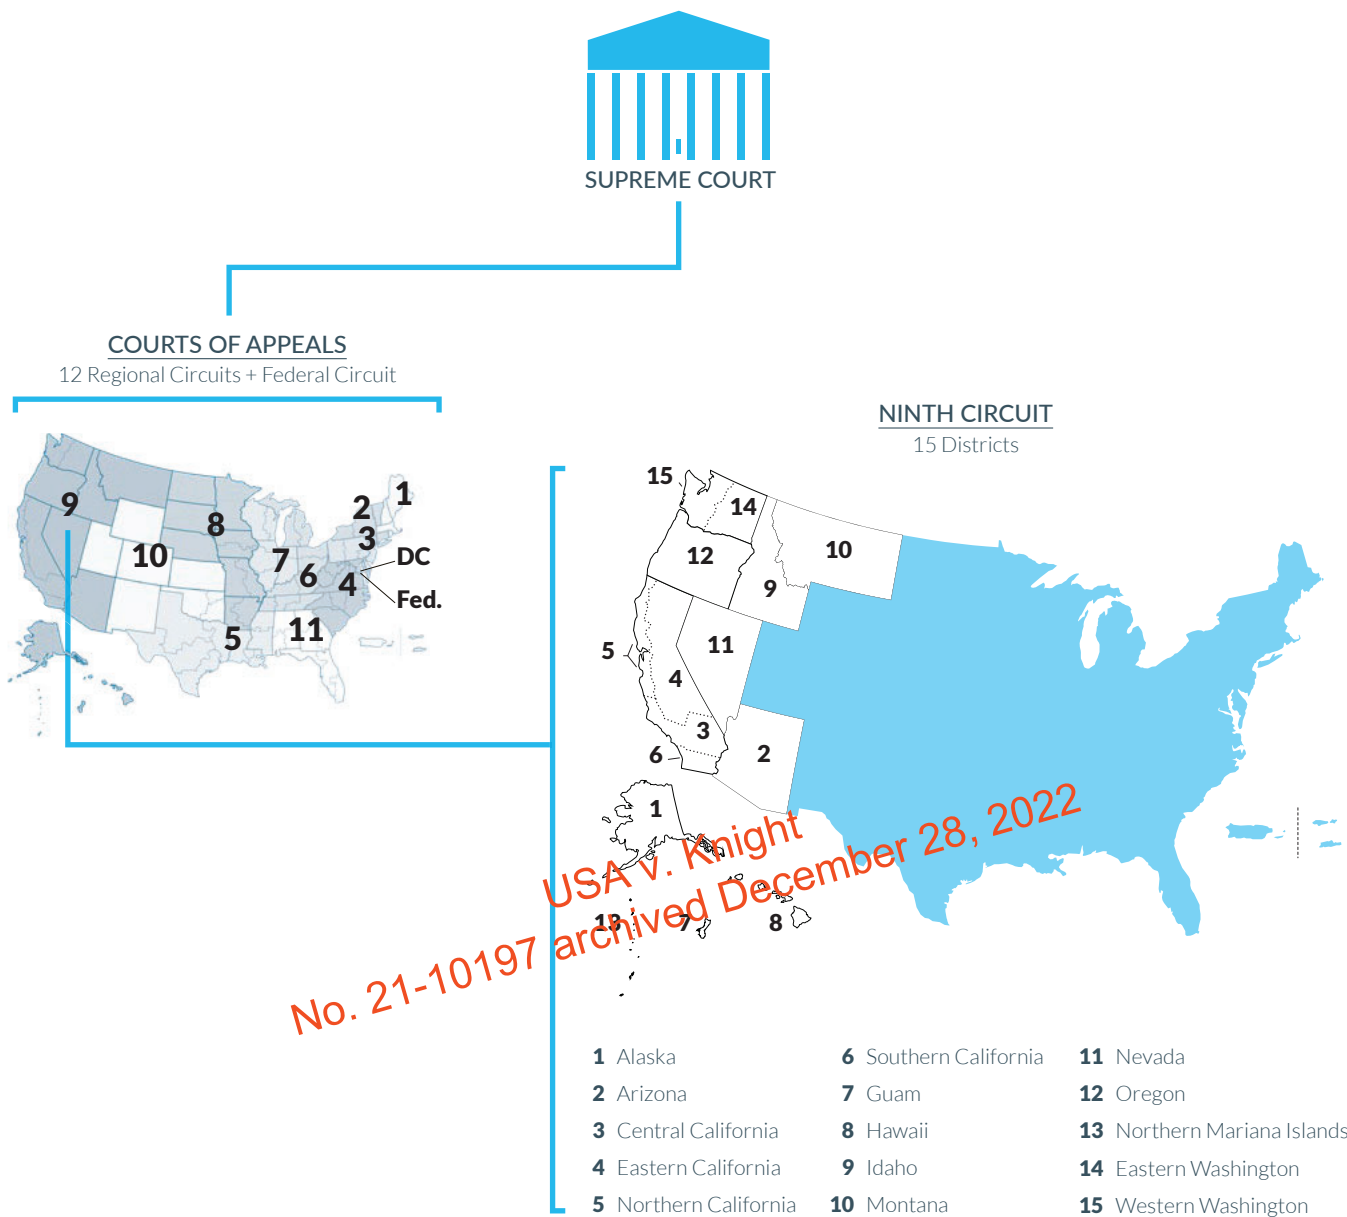 SUPREME COURT
COURTS OF APPEALS
12 Regional Circuits + Federal Circuit
9
8
10
7
6
5
11
4
2
1
3
DC
Fed.
NINTH CIRCUIT
15 Districts
15
14
12
10
9
11
5
4
3
6
2
1
13
7
8
USA v. Knight
No. 21-10197 archived December 28, 2022
1 Alaska
2 Arizona
3 Central California
4 Eastern California
5 Northern California
6 Southern California
7 Guam
8 Hawaii
9 Idaho
10 Montana
11 Nevada
12 Oregon
13 Northern Mariana Islands
14 Eastern Washington
15 Western Washington